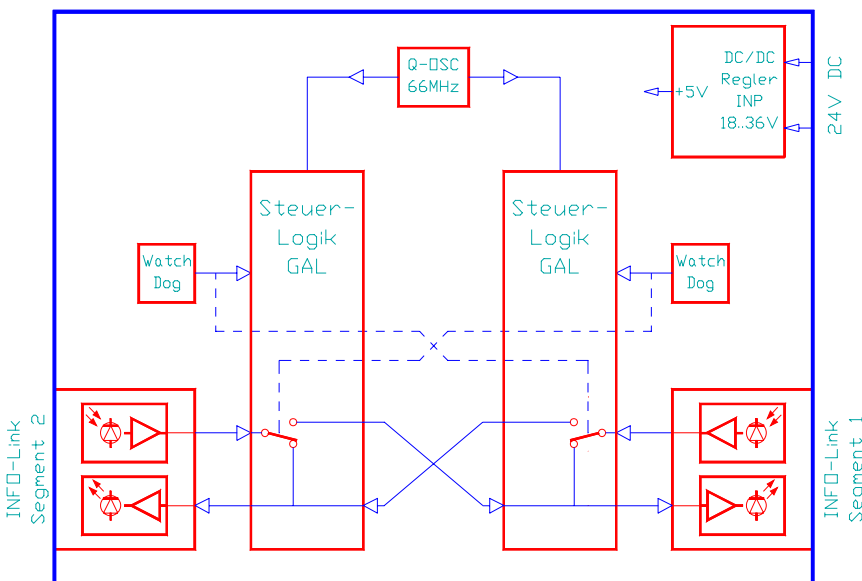 Q-OSC
66MHz
DC/DC
Regler
INP
18..36V
+5V
24V DC
Steuer-
Logik
GAL
Steuer-
Logik
GAL
Watch
Dog
Watch
Dog
INFO-Link
Segment 2
INFO-Link
Segment 1